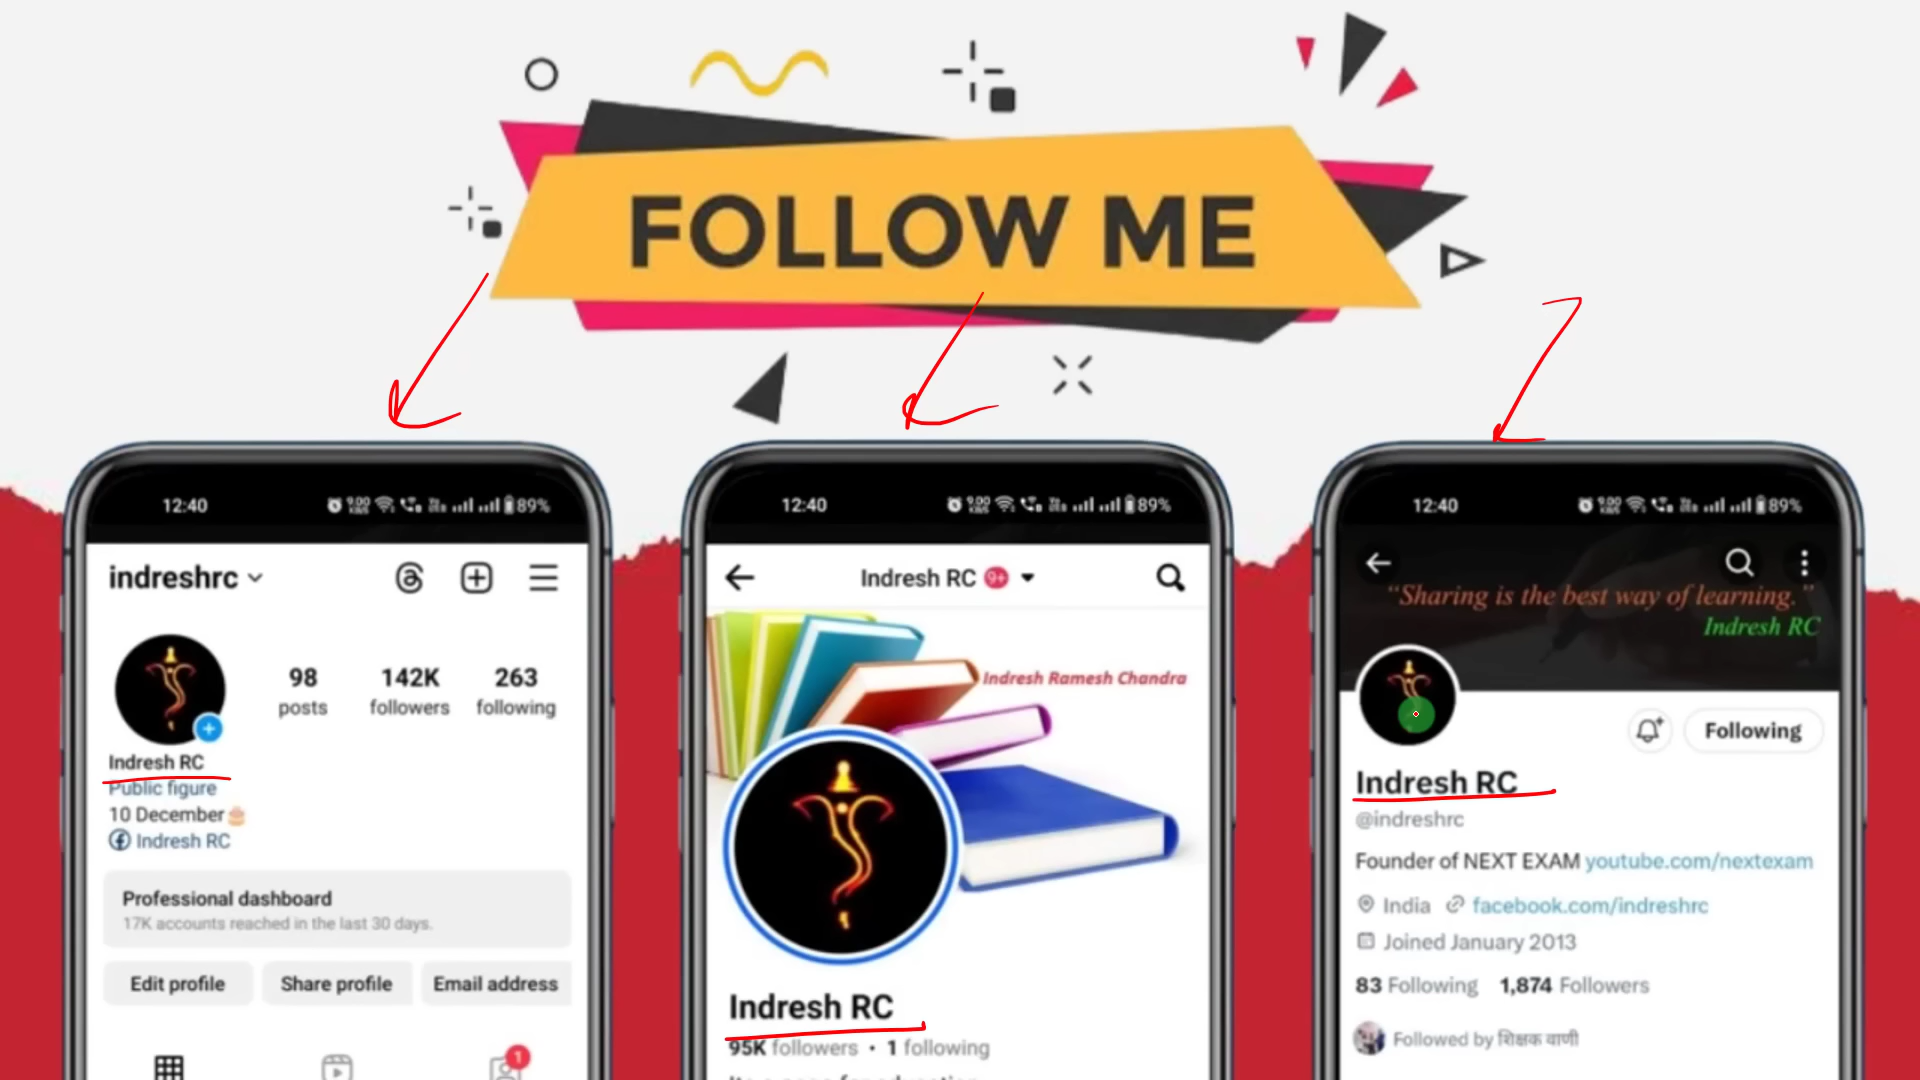 FOLLOW ME
12:40
89%
indreshrc
98
posts
142K
followers
263
following
Indresh RC
Public figure
10 December
Indresh RC
Professional dashboard
17K accounts reached in the last 30 days.
Edit profile
Share profile
Email address
1
12:40
89%
Indresh RC 9+
Indresh Ramesh Chandra
Indresh RC
95K followers • 1 following
12:40
89%
“Sharing is the best way of learning.”
Indresh RC
Following
Indresh RC
@indreshrc
Founder of NEXT EXAM youtube.com/nextexam
India facebook.com/indreshrc
Joined January 2013
83 Following 1,874 Followers
Followed by शिक्षक वाणी